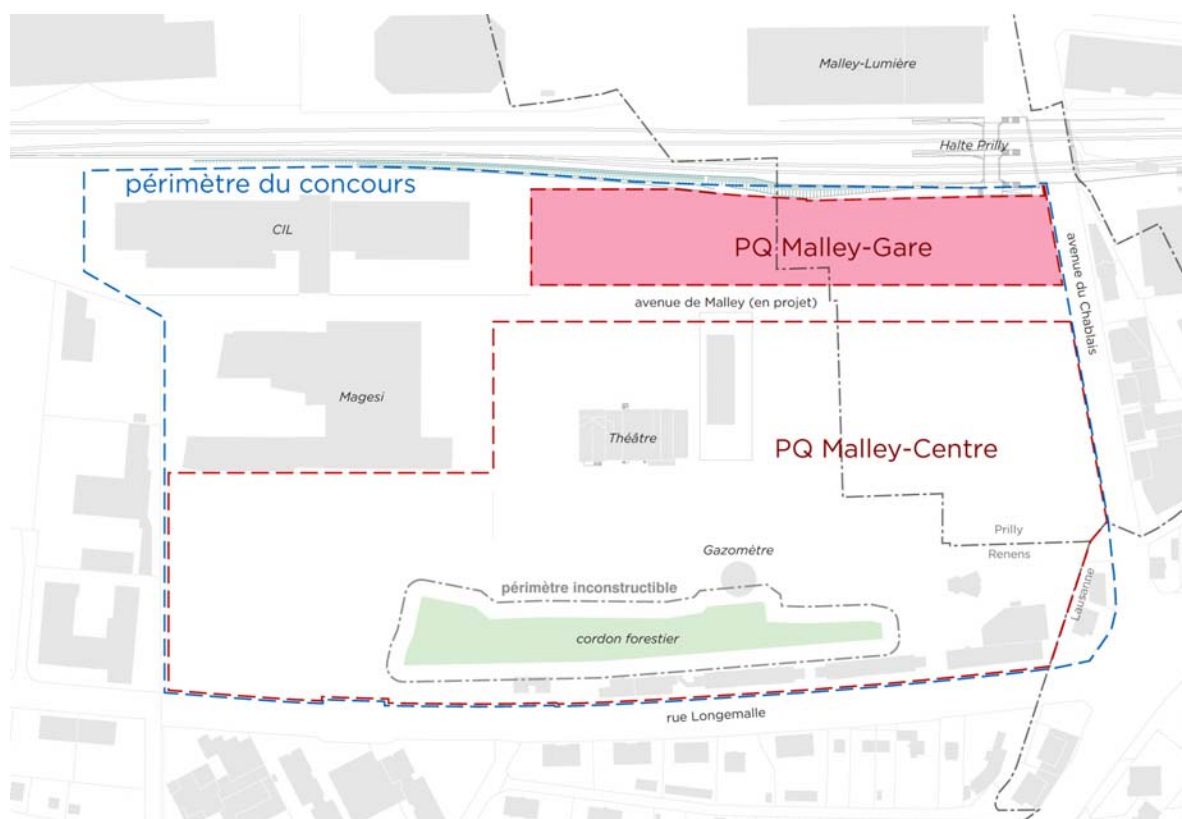 Malley-Lumière
Halte Prilly
périmètre du concours
CIL
PQ Malley-Gare
avenue du Chablais
avenue de Malley (en projet)
Magesi
Théâtre
PQ Malley-Centre
Prilly
Renens
Gazomètre
périmètre inconstructible
Lausanne
cordon forestier
rue Longemalle